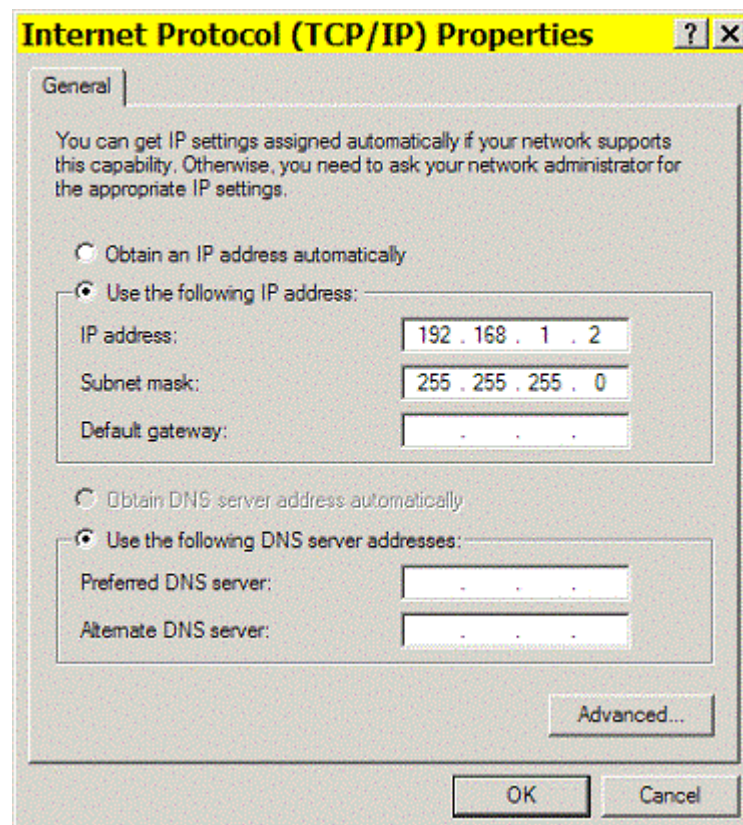 Internet Protocol (TCP/IP) Properties
General
You can get IP settings assigned automatically if your network supports
this capability. Otherwise, you need to ask your network administrator for
the appropriate IP settings.
Obtain an IP address automatically
Use the following IP address:
IP address: 192 . 168 . 1 . 2
Subnet mask: 255 . 255 . 255 . 0
Default gateway: . . .
Obtain DNS server address automatically
Use the following DNS server addresses:
Preferred DNS server: . . .
Alternate DNS server: . . .
Advanced...
OK Cancel